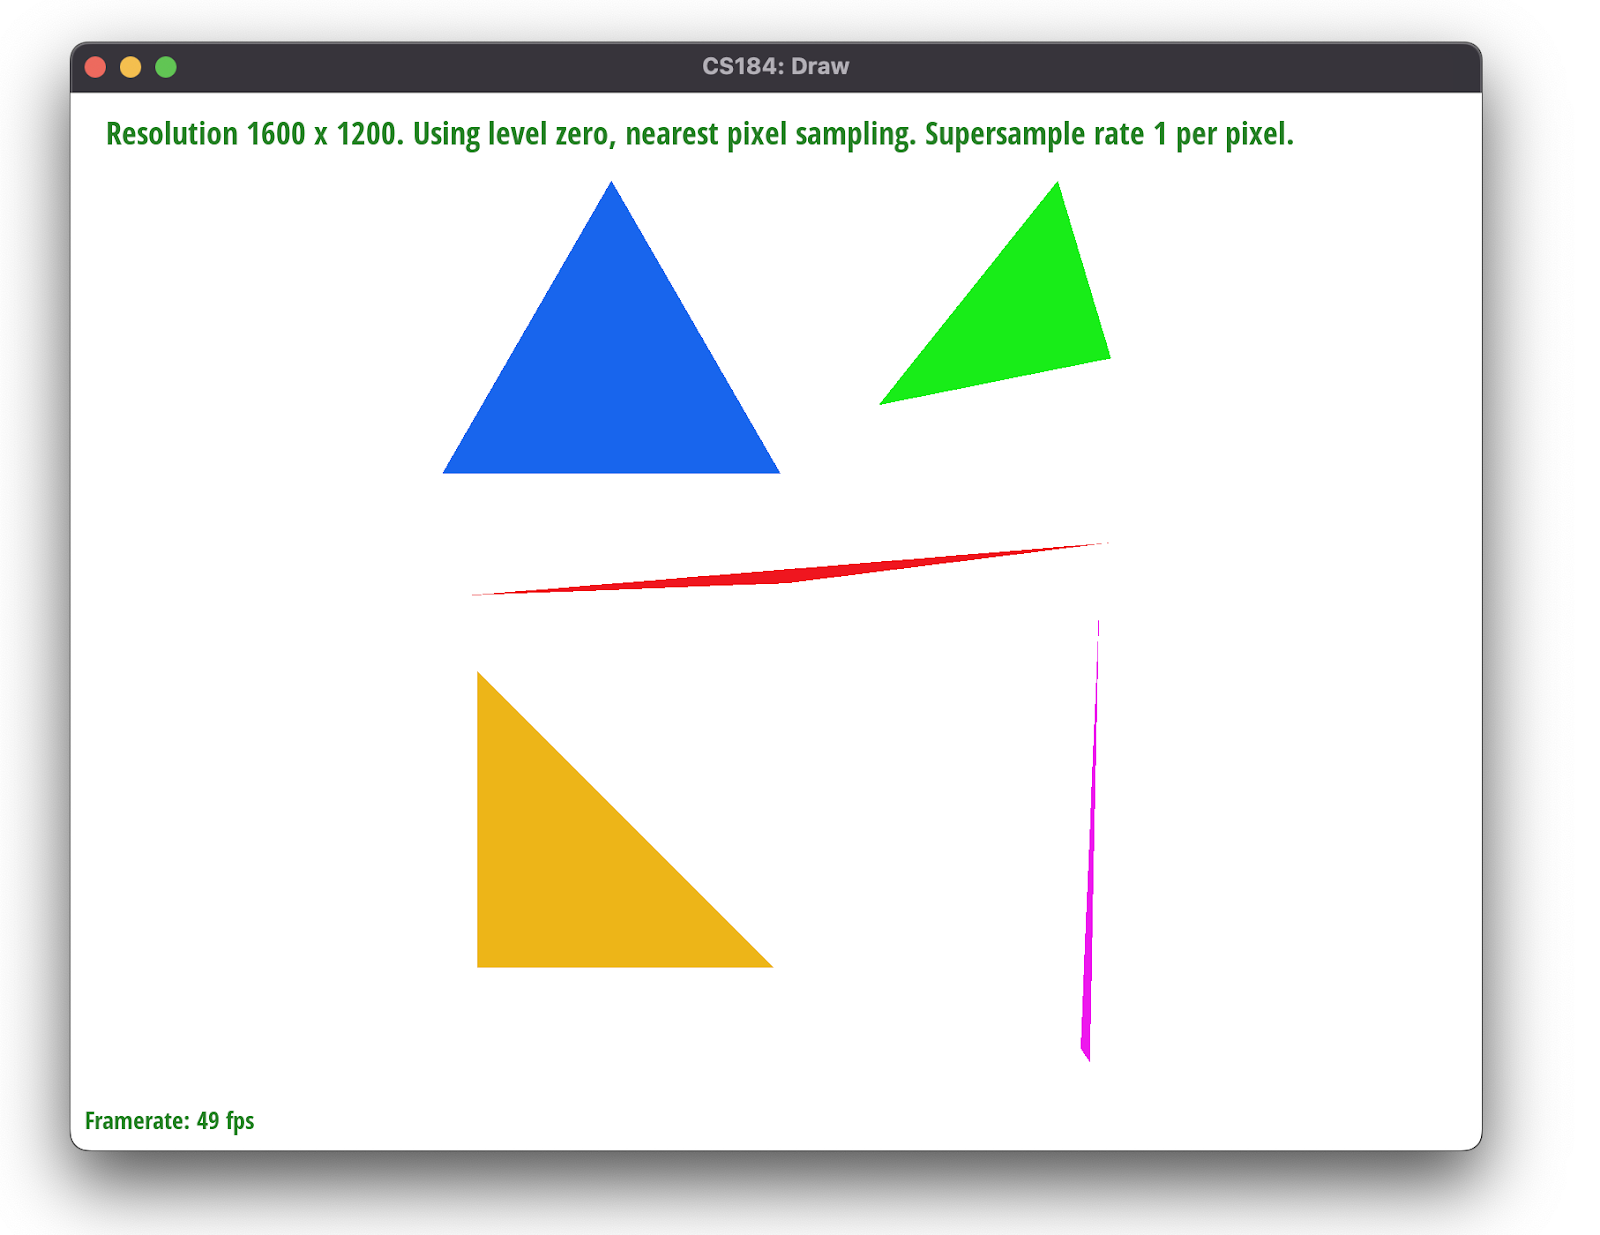 CS184: Draw
Resolution 1600 x 1200. Using level zero, nearest pixel sampling. Supersample rate 1 per pixel.
Framerate: 49 fps